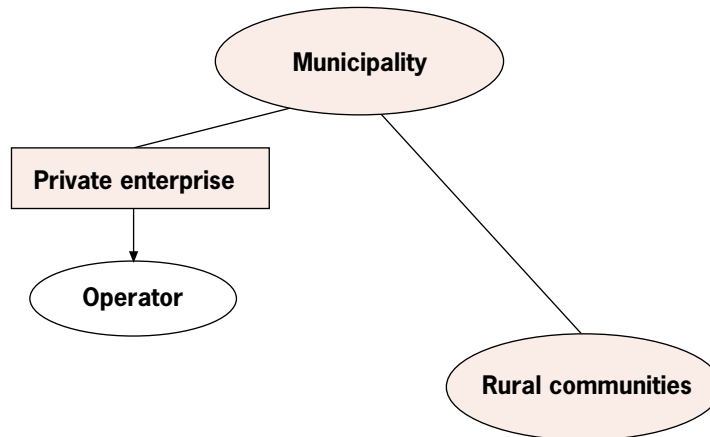 Municipality
Private enterprise
Operator
Rural communities